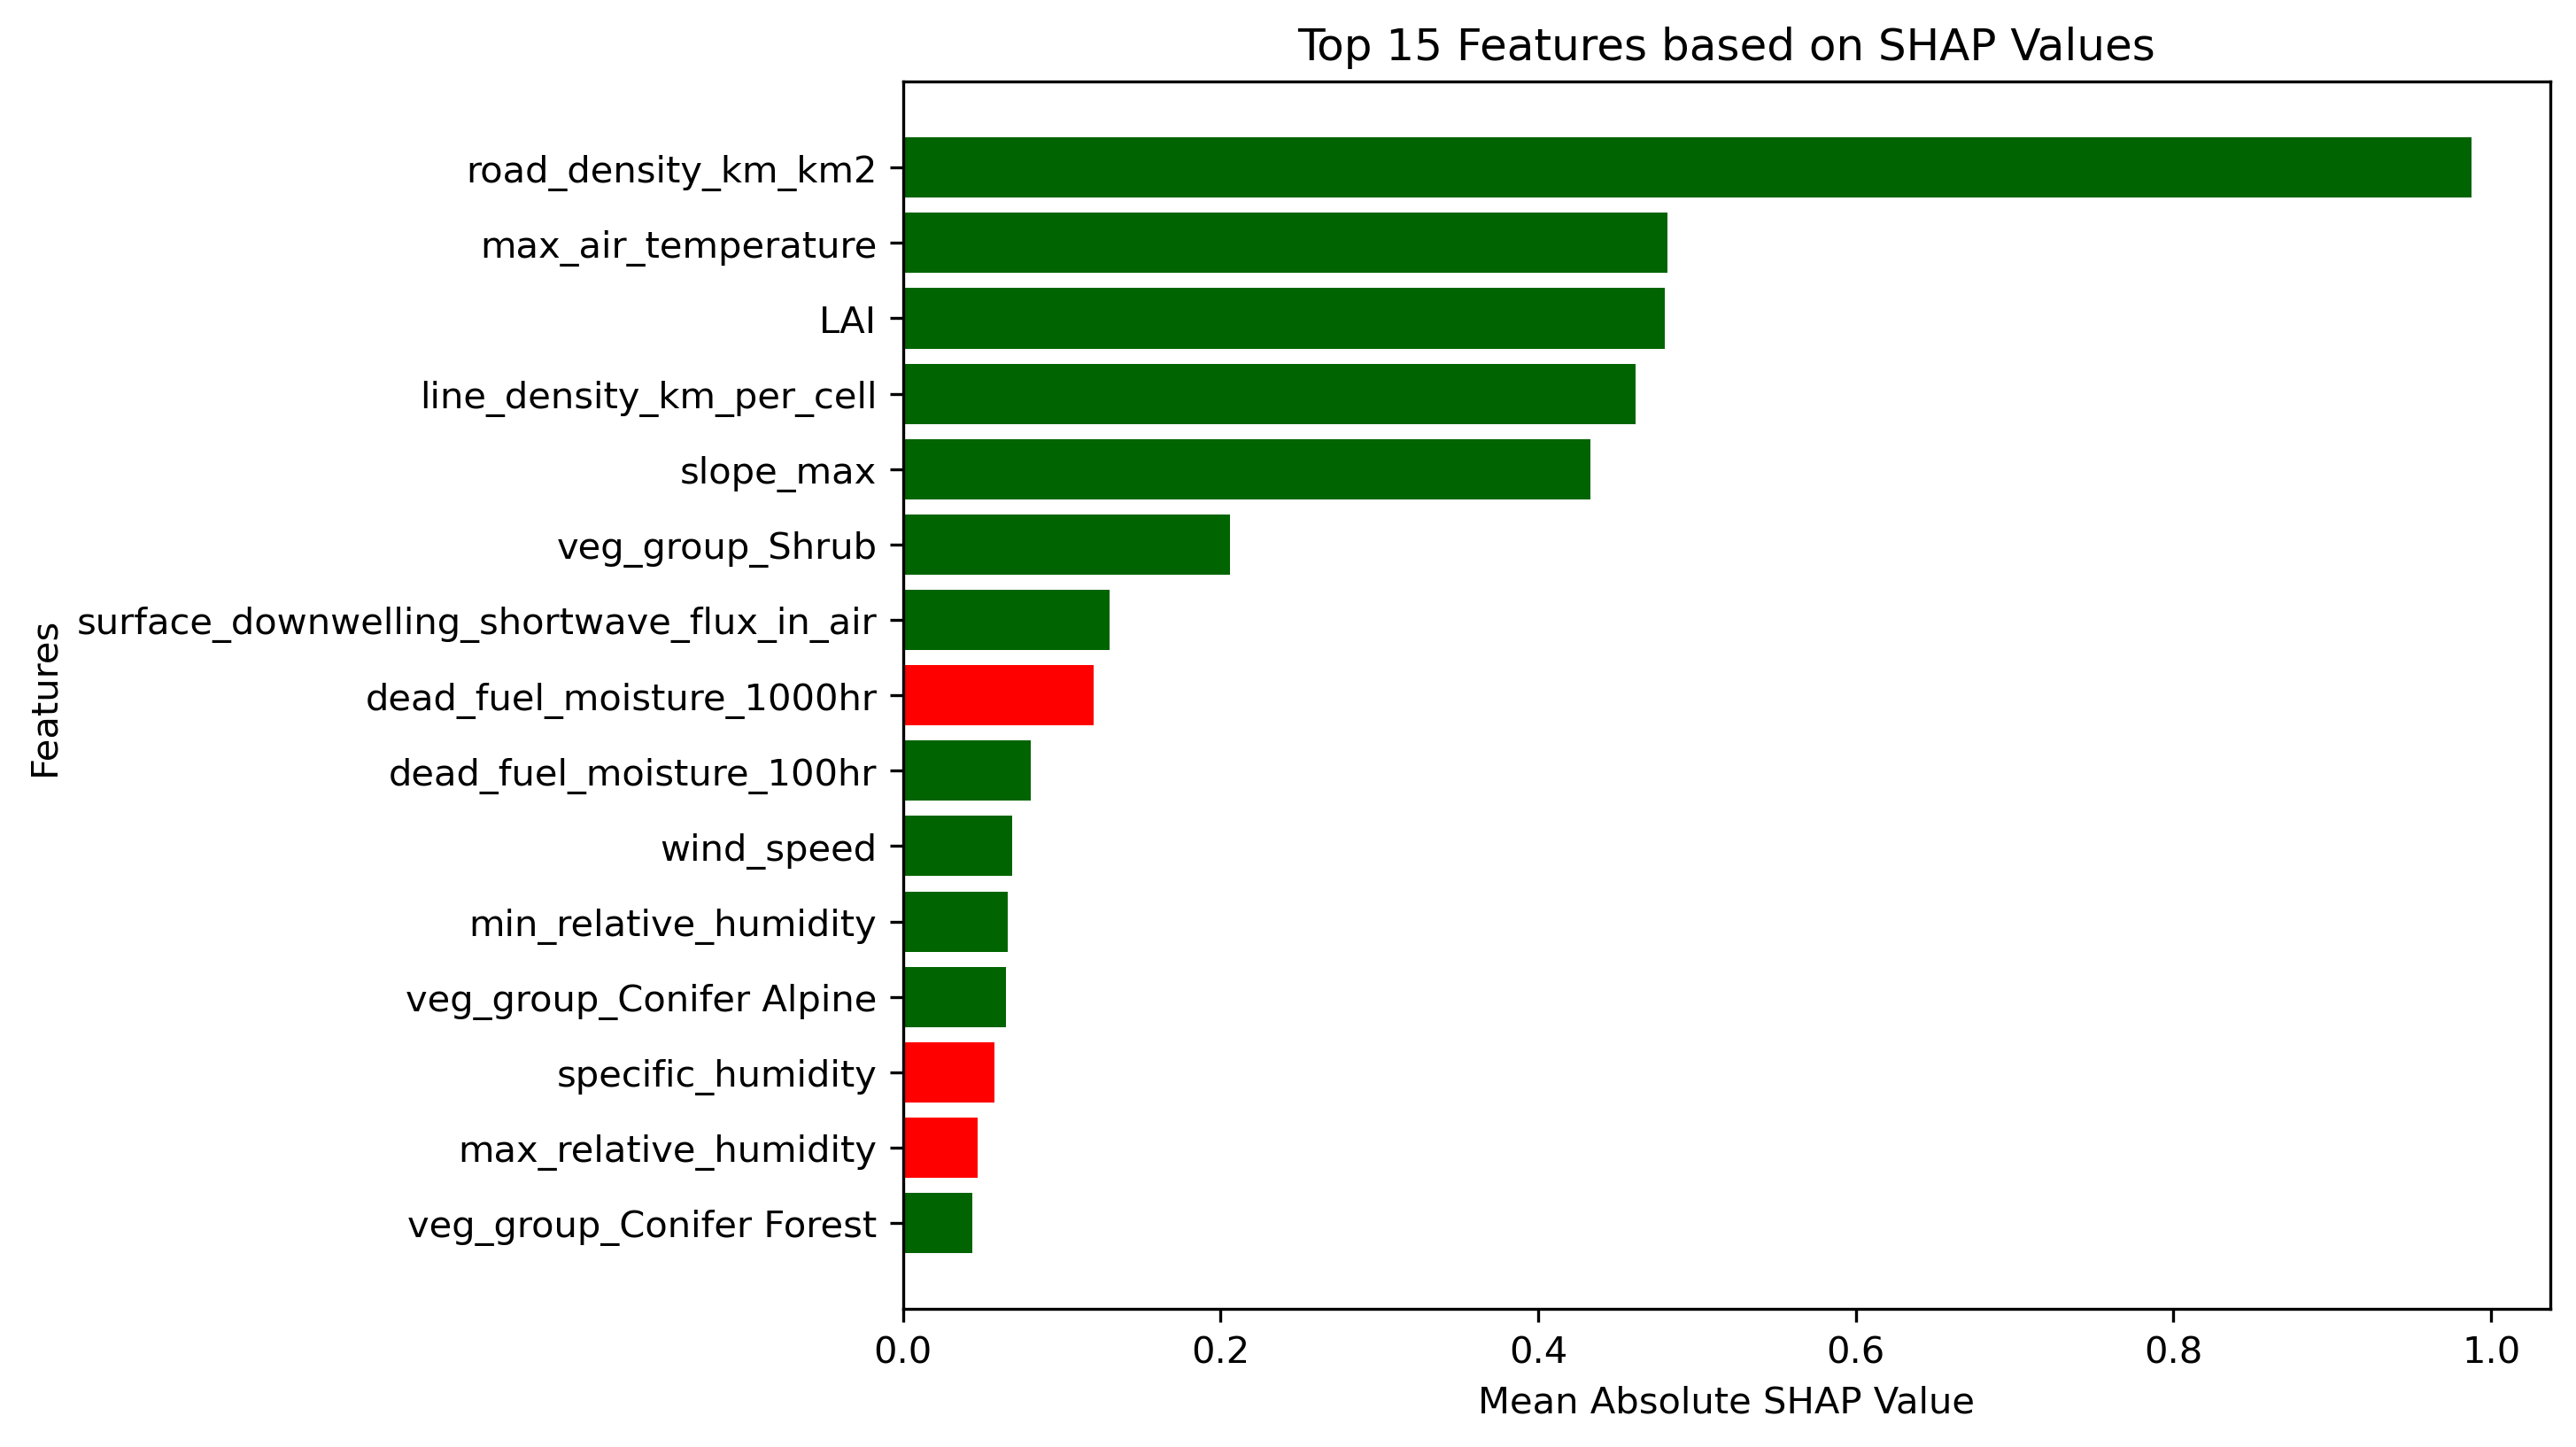 Top 15 Features based on SHAP Values
Features
road_density_km_km2
max_air_temperature
LAI
line_density_km_per_cell
slope_max
veg_group_Shrub
surface_downwelling_shortwave_flux_in_air
dead_fuel_moisture_1000hr
dead_fuel_moisture_100hr
wind_speed
min_relative_humidity
veg_group_Conifer Alpine
specific_humidity
max_relative_humidity
veg_group_Conifer Forest
0.0 0.2 0.4 0.6 0.8 1.0
Mean Absolute SHAP Value